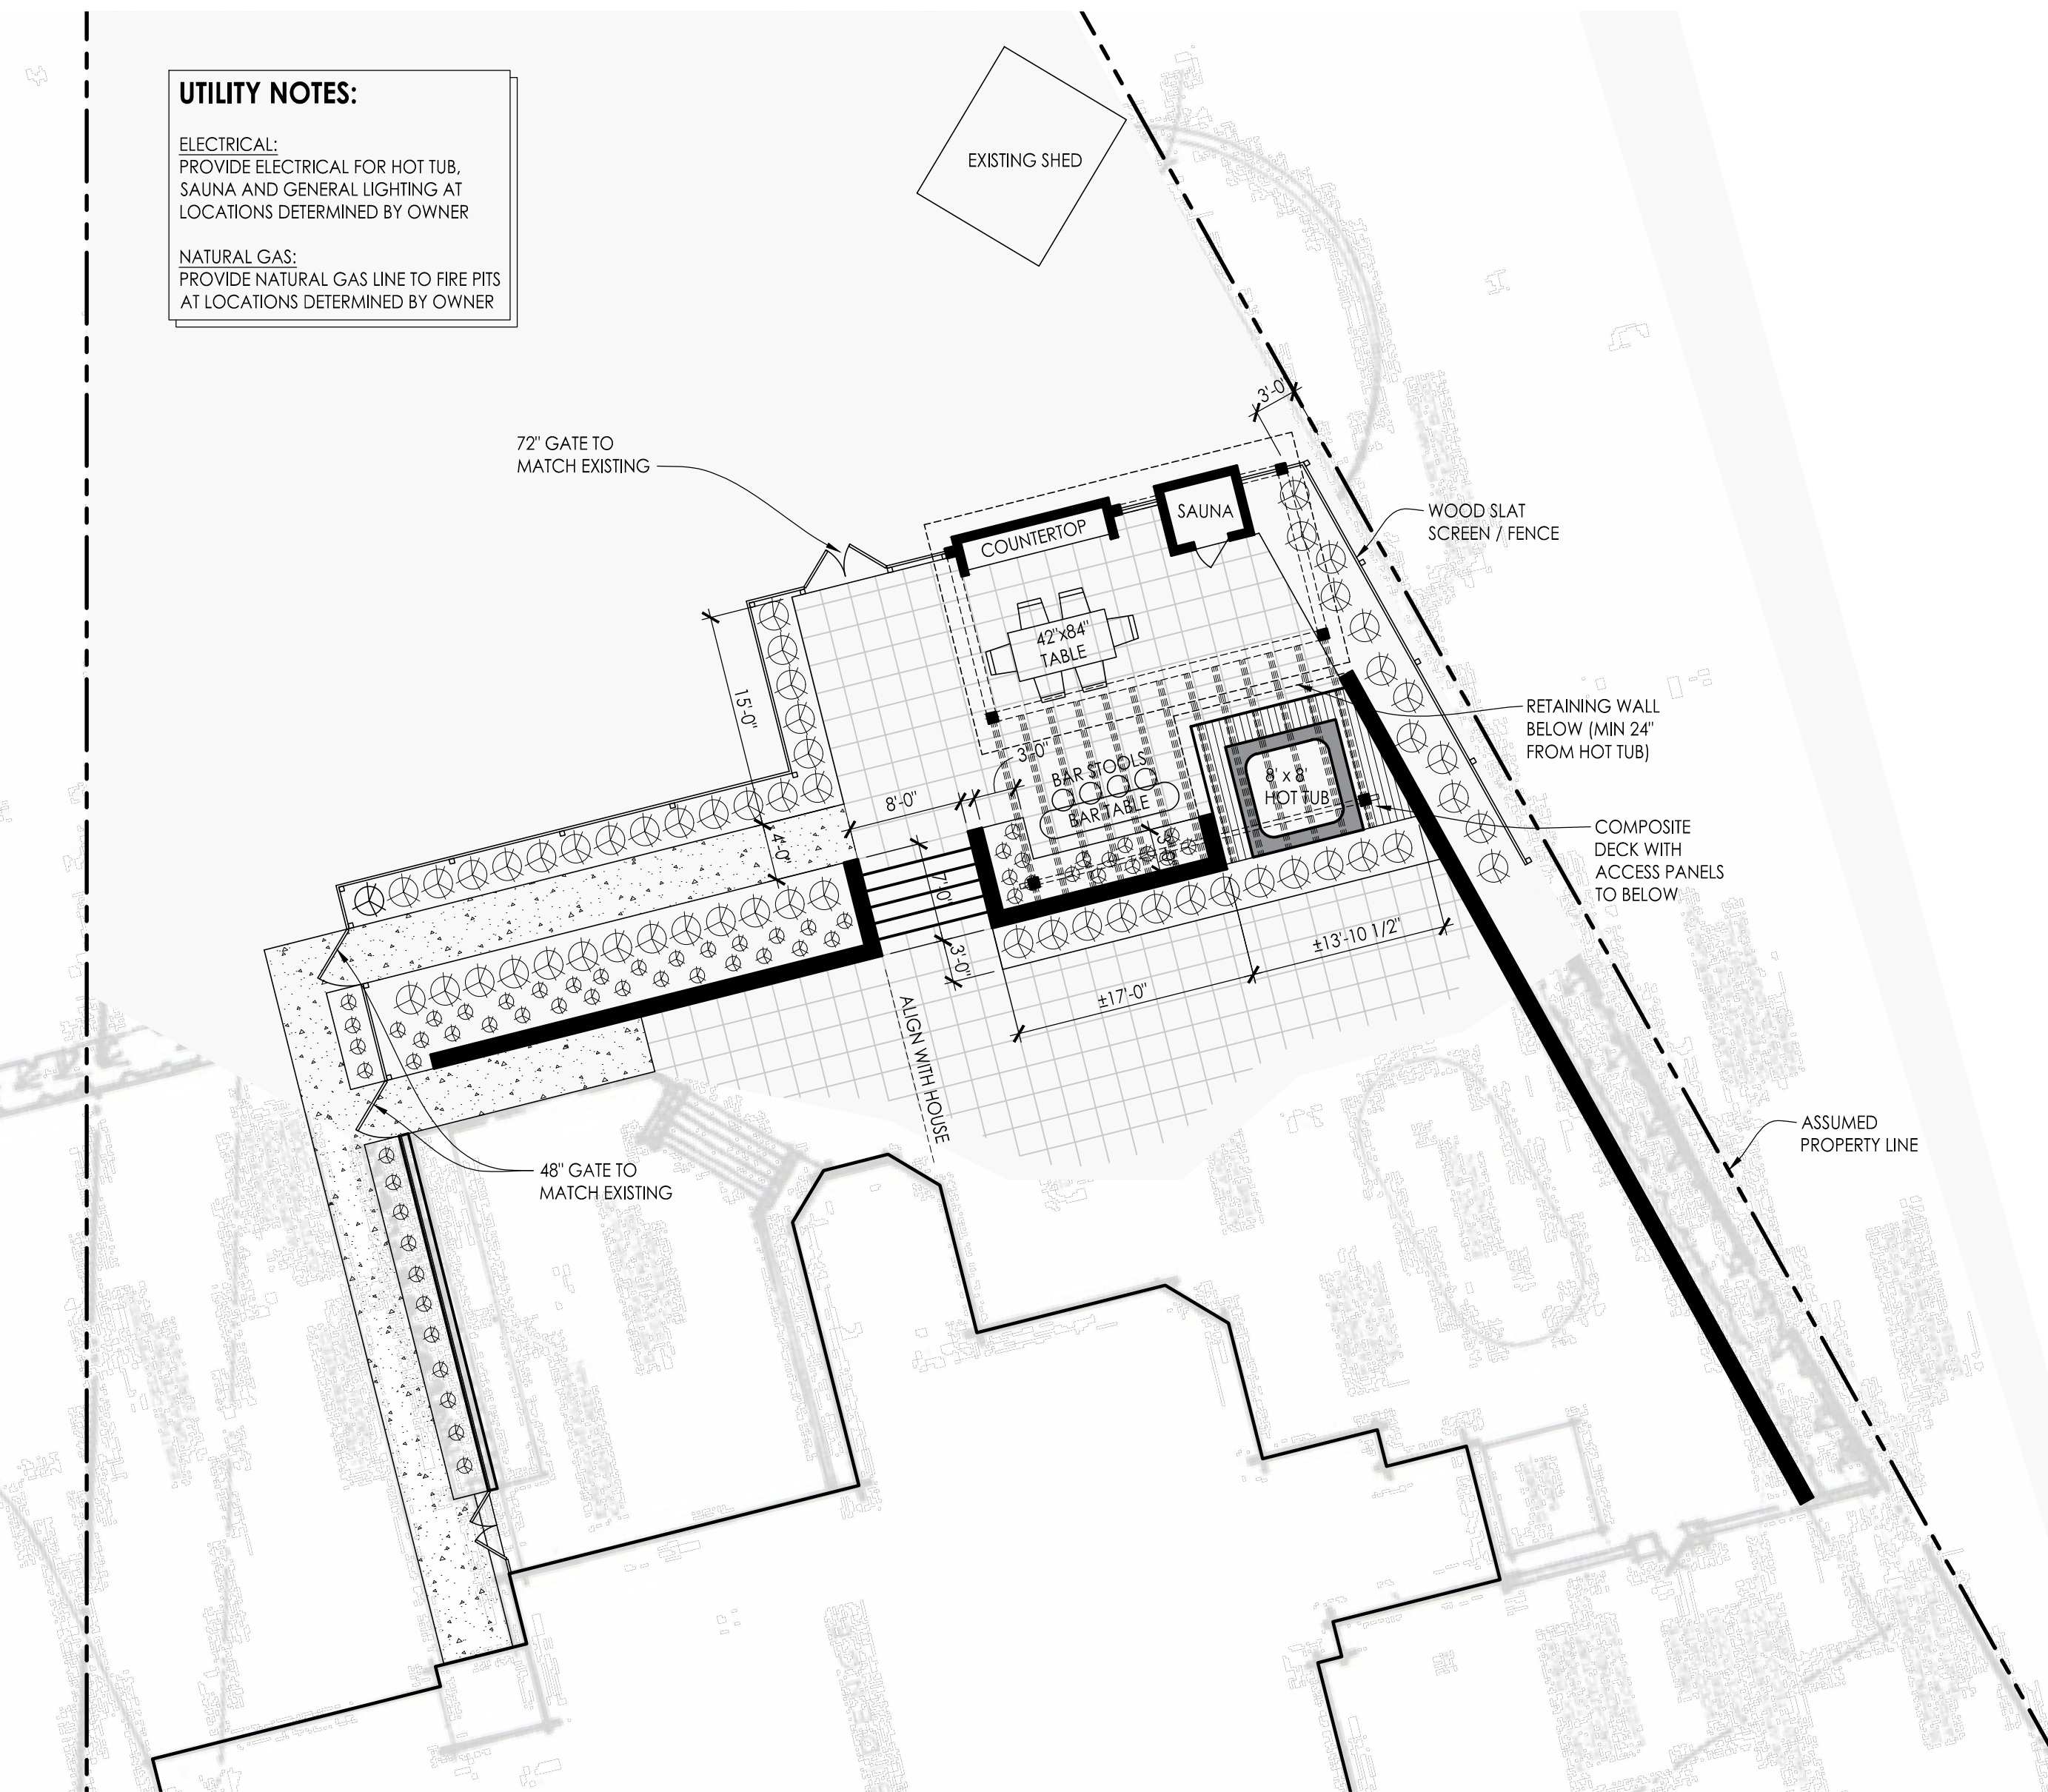 UTILITY NOTES:
ELECTRICAL:
PROVIDE ELECTRICAL FOR HOT TUB,
SAUNA AND GENERAL LIGHTING AT
LOCATIONS DETERMINED BY OWNER
NATURAL GAS:
PROVIDE NATURAL GAS LINE TO FIRE PITS
AT LOCATIONS DETERMINED BY OWNER
EXISTING SHED
3'-0"
72" GATE TO
MATCH EXISTING
COUNTERTOP
SAUNA
WOOD SLAT
SCREEN / FENCE
42"x84"
TABLE
15'-0"
RETAINING WALL
BELOW (MIN 24"
FROM HOT TUB)
3'-0"
BAR STOOLS
BAR TABLE
8' x 8'
HOT TUB
8'-0"
4'-0"
7'-0"
3'-0"
COMPOSITE
DECK WITH
ACCESS PANELS
TO BELOW
±13'-10 1/2"
±17'-0"
ALIGN WITH HOUSE
48" GATE TO
MATCH EXISTING
ASSUMED
PROPERTY LINE